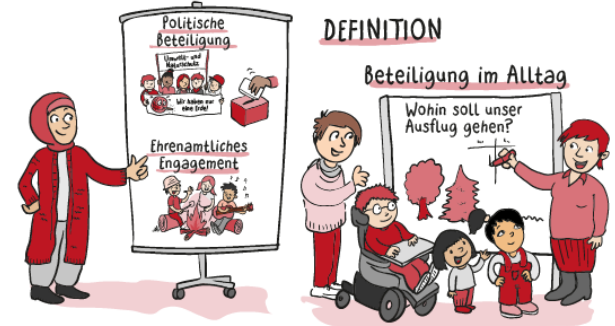 Politische
Beteiligung
Umwelt- und
Naturschutz
Wir haben nur
eine Erde!
Ehrenamtliches
Engagement
DEFINITION
Beteiligung im Alltag
Wohin soll unser
Ausflug gehen?